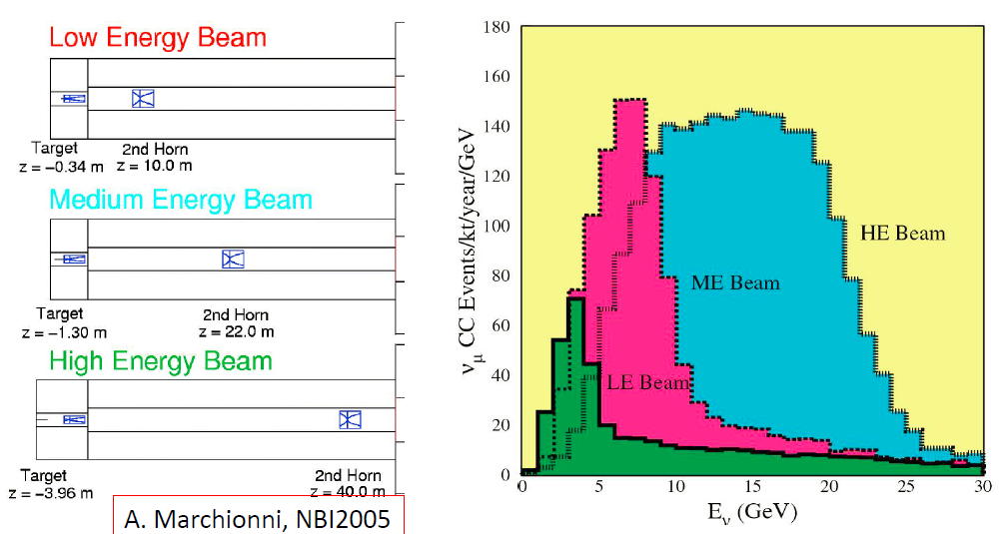 Low Energy Beam
Target
z = −0.34 m
2nd Horn
z = 10.0 m
Medium Energy Beam
Target
z = −1.30 m
2nd Horn
z = 22.0 m
High Energy Beam
Target
z = −3.96 m
2nd Horn
z = 40.0 m
A. Marchionni, NBI2005
νμ CC Events/kt/year/GeV
180
160
140
120
100
80
60
40
20
0
HE Beam
ME Beam
LE Beam
0 5 10 15 20 25 30
Eν (GeV)